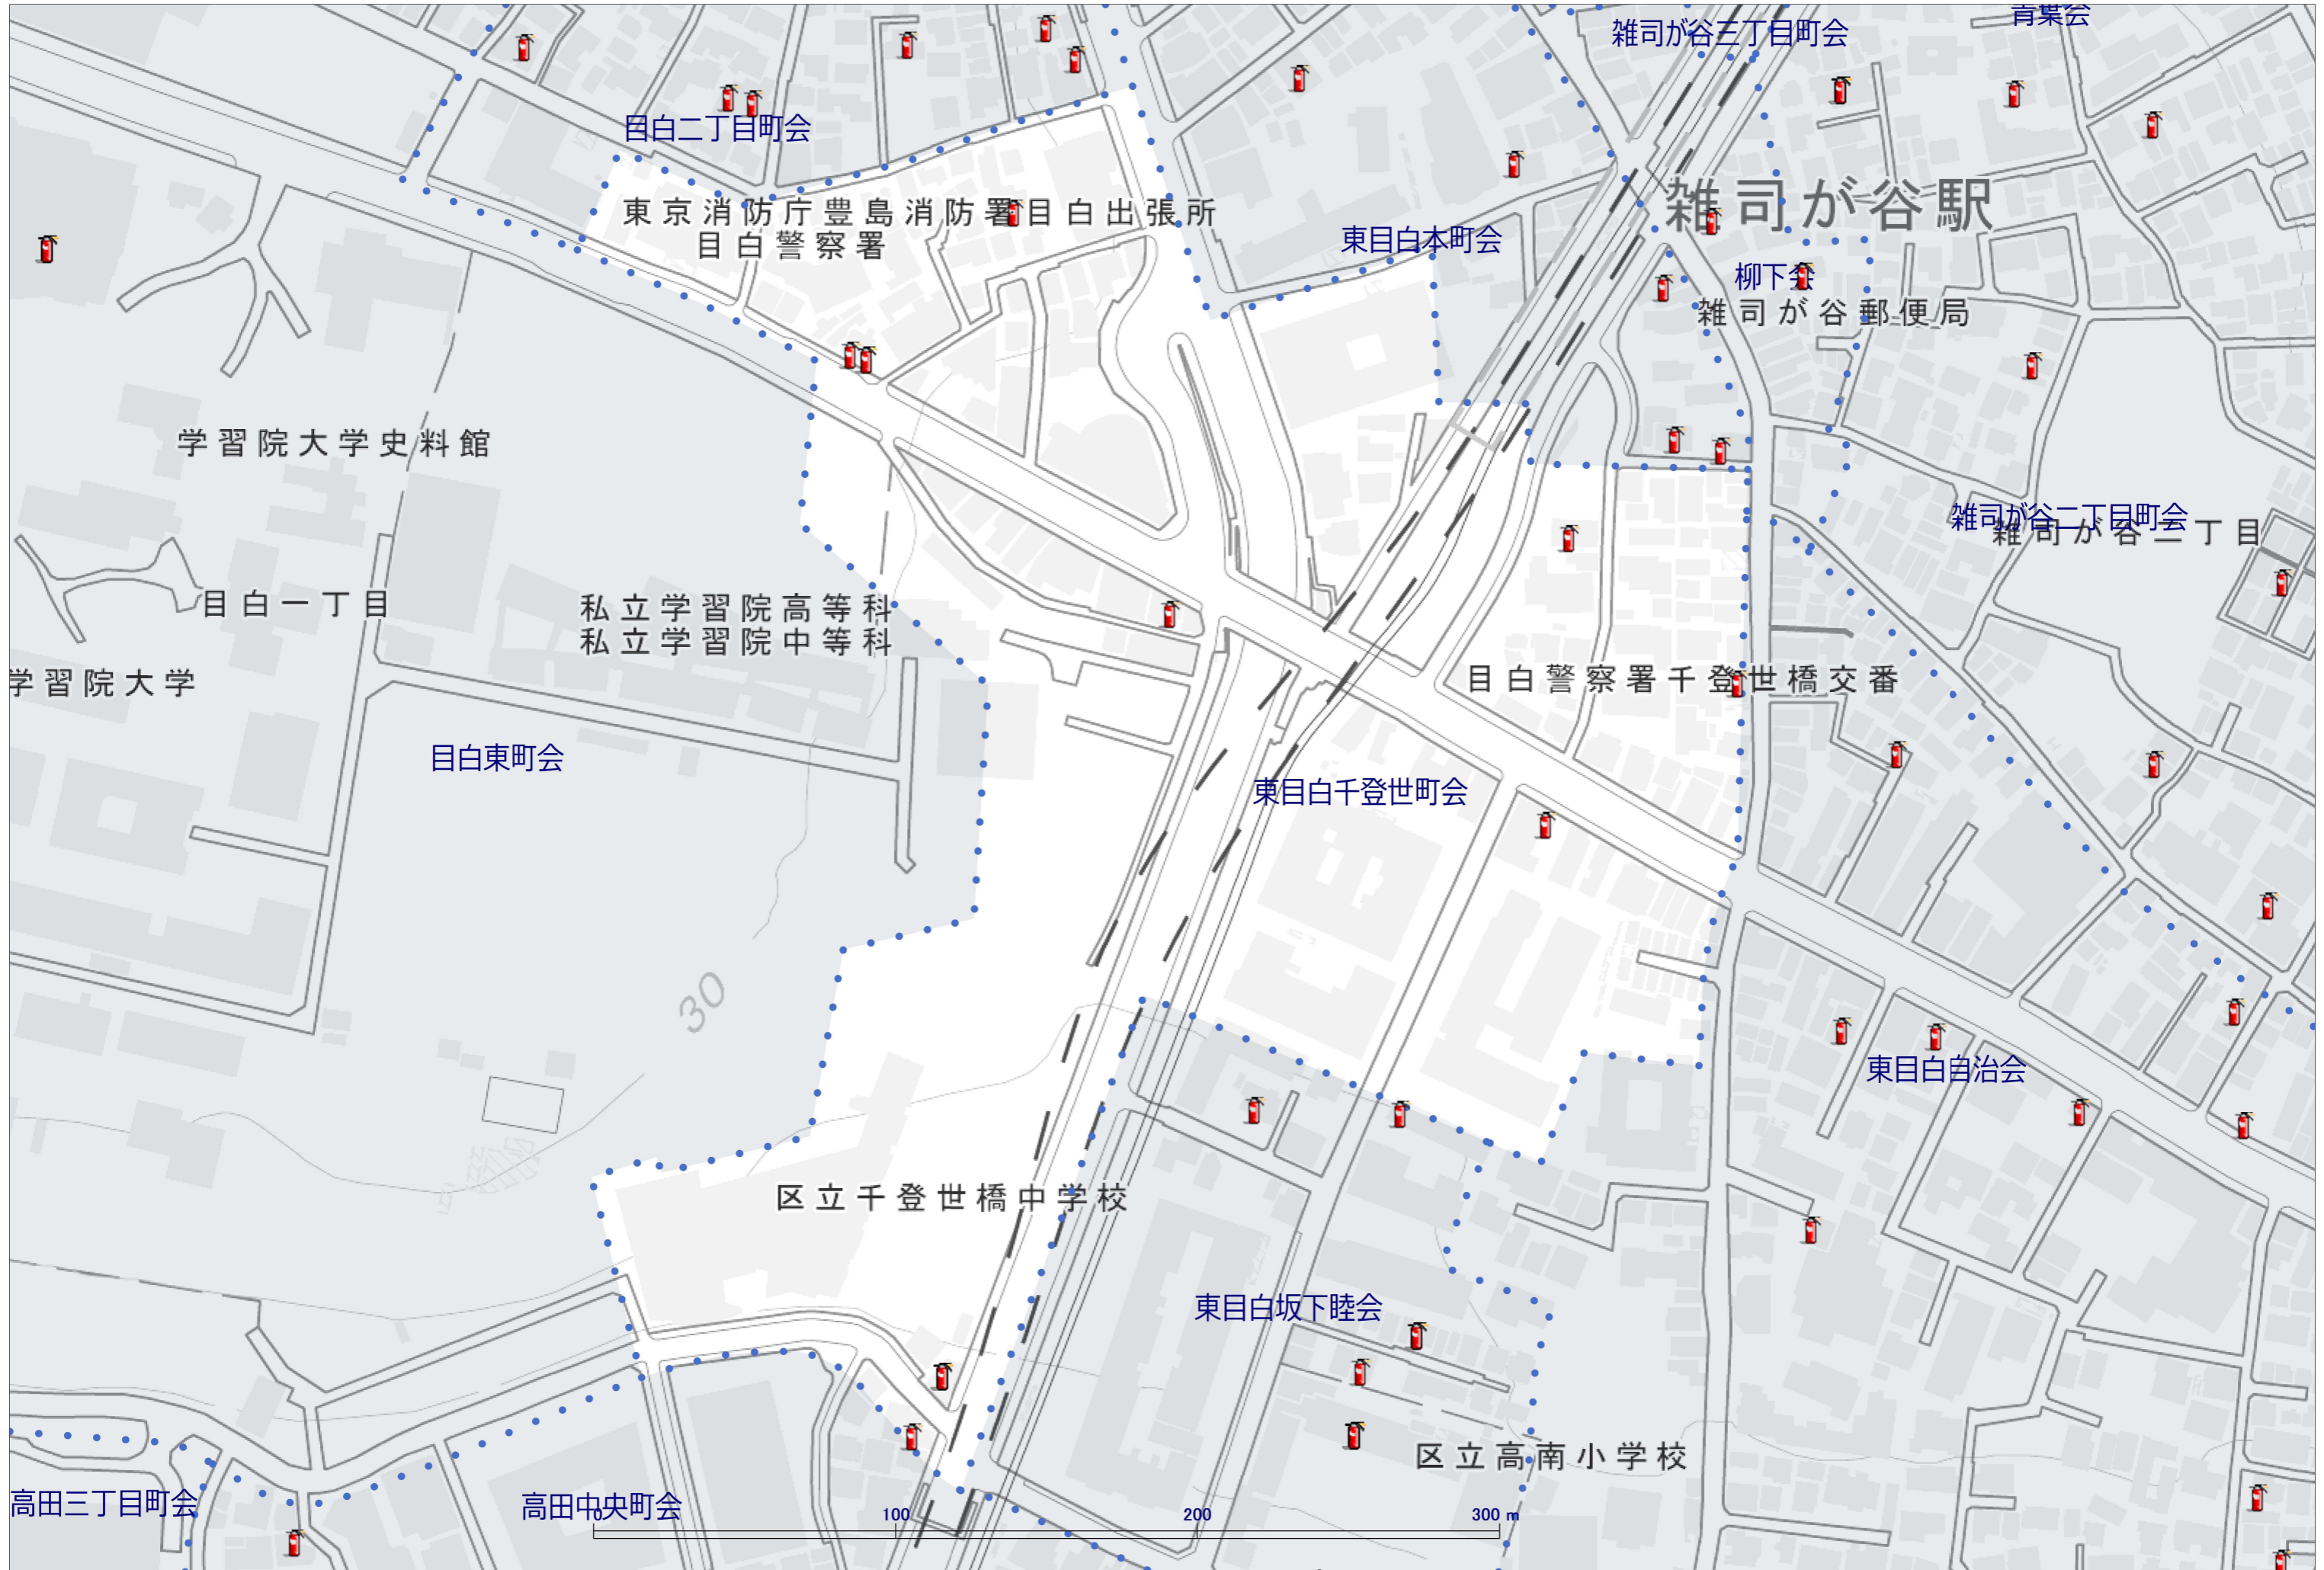 青葉会
雑司が谷三丁目町会
目白二丁目町会
東京消防庁豊島消防署目白出張所
目白警察署
雑司が谷駅
東目白本町会
柳下会
雑司が谷郵便局
学習院大学史料館
雑司が谷二丁目町会
雑司が谷二丁目
目白一丁目
私立学習院高等科
私立学習院中等科
学習院大学
目白警察署千登世橋交番
目白東町会
東目白千登世町会
30
東目白自治会
区立千登世橋中学校
東目白坂下睦会
区立高南小学校
高田三丁目町会
高田中央町会
0 100 200 300 m